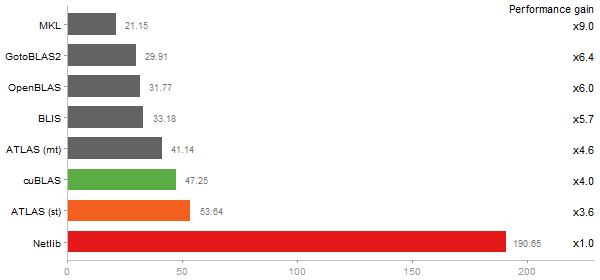 Performance gain
MKL 21.15 x9.0
GotoBLAS2 29.91 x6.4
OpenBLAS 31.77 x6.0
BLIS 33.18 x5.7
ATLAS (mt) 41.14 x4.6
cuBLAS 47.25 x4.0
ATLAS (st) 53.64 x3.6
Netlib 190.65 x1.0
0 50 100 150 200